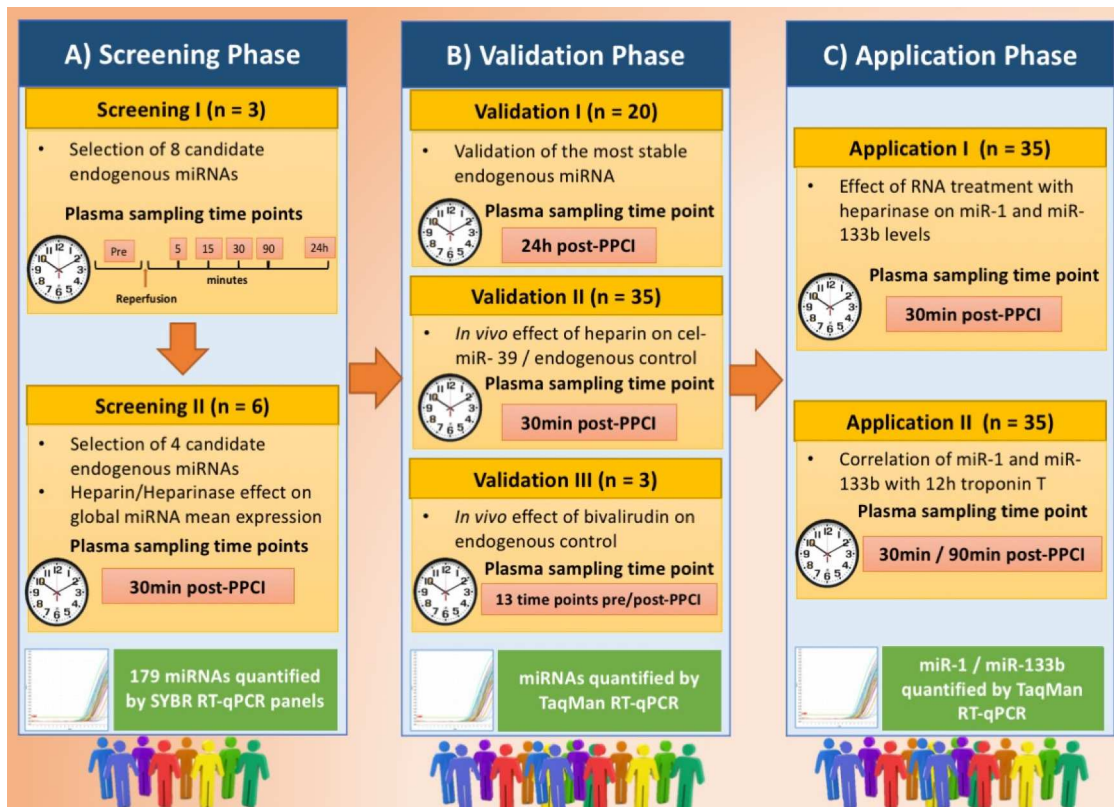 A) Screening Phase
Screening I (n = 3)
• Selection of 8 candidate
endogenous miRNAs
Plasma sampling time points
Pre 5 15 30 90 24h
minutes
Reperfusion
Screening II (n = 6)
• Selection of 4 candidate
endogenous miRNAs
• Heparin/Heparinase effect on
global miRNA mean expression
Plasma sampling time points
30min post-PPCI
179 miRNAs quantified
by SYBR RT-qPCR panels
B) Validation Phase
Validation I (n = 20)
• Validation of the most stable
endogenous miRNA
Plasma sampling time point
24h post-PPCI
Validation II (n = 35)
• In vivo effect of heparin on cel-
miR- 39 / endogenous control
Plasma sampling time point
30min post-PPCI
Validation III (n = 3)
• In vivo effect of bivalirudin on
endogenous control
Plasma sampling time point
13 time points pre/post-PPCI
miRNAs quantified by
TaqMan RT-qPCR
C) Application Phase
Application I (n = 35)
• Effect of RNA treatment with
heparinase on miR-1 and miR-
133b levels
Plasma sampling time point
30min post-PPCI
Application II (n = 35)
• Correlation of miR-1 and miR-
133b with 12h troponin T
Plasma sampling time point
30min / 90min post-PPCI
miR-1 / miR-133b
quantified by TaqMan
RT-qPCR